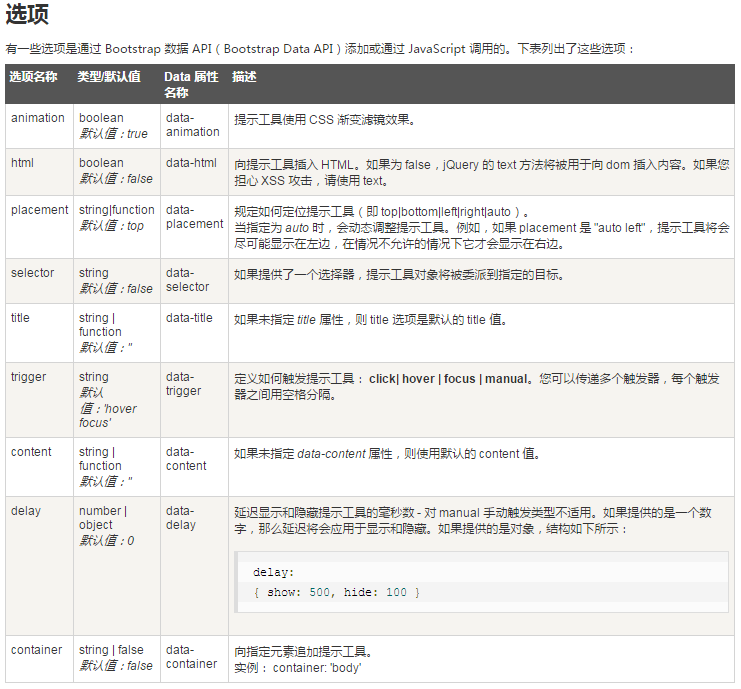 选项
有一些选项是通过 Bootstrap 数据 API（Bootstrap Data API）添加或通过 JavaScript 调用的。下表列出了这些选项：
选项名称 类型/默认值 Data 属性
名称 描述
animation boolean
默认值：true data-
animation 提示工具使用 CSS 渐变滤镜效果。
html boolean
默认值：false data-html 向提示工具插入 HTML。如果为 false，jQuery 的 text 方法将被用于向 dom 插入内容。如果您
担心 XSS 攻击，请使用 text。
placement string|function
默认值：top data-
placement 规定如何定位提示工具（即 top|bottom|left|right|auto）。
当指定为 auto 时，会动态调整提示工具。例如，如果 placement 是 "auto left"，提示工具将会
尽可能显示在左边，在情况不允许的情况下它才会显示在右边。
selector string
默认值：false data-
selector 如果提供了一个选择器，提示工具对象将被委派到指定的目标。
title string |
function
默认值：'' data-title 如果未指定 title 属性，则 title 选项是默认的 title 值。
trigger string
默认
值：'hover
focus' data-
trigger 定义如何触发提示工具： click| hover | focus | manual。您可以传递多个触发器，每个触发
器之间用空格分隔。
content string |
function
默认值：'' data-
content 如果未指定 data-content 属性，则使用默认的 content 值。
delay number |
object
默认值：0 data-
delay 延迟显示和隐藏提示工具的毫秒数 - 对 manual 手动触发类型不适用。如果提供的是一个数
字，那么延迟将会应用于显示和隐藏。如果提供的是对象，结构如下所示：
delay:
{ show: 500, hide: 100 }
container string | false
默认值：false data-
container 向指定元素追加提示工具。
实例： container: 'body'